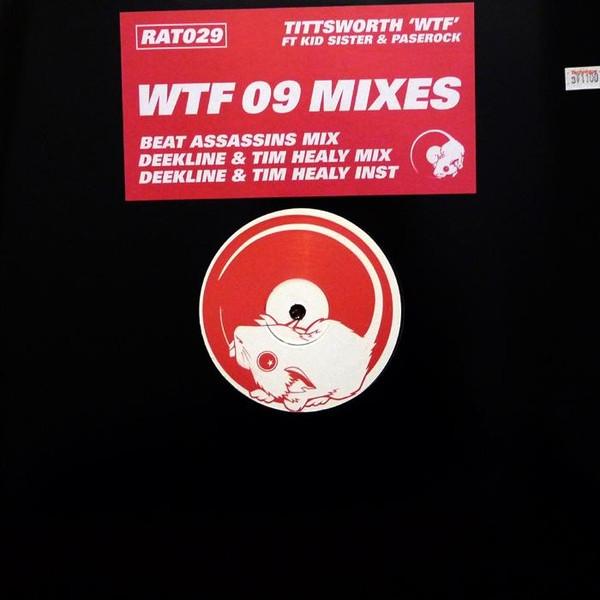 RAT029
TITTSWORTH 'WTF'
FT KID SISTER & PASEROCK
WTF 09 MIXES
BEAT ASSASSINS MIX
DEEKLINE & TIM HEALY MIX
DEEKLINE & TIM HEALY INST